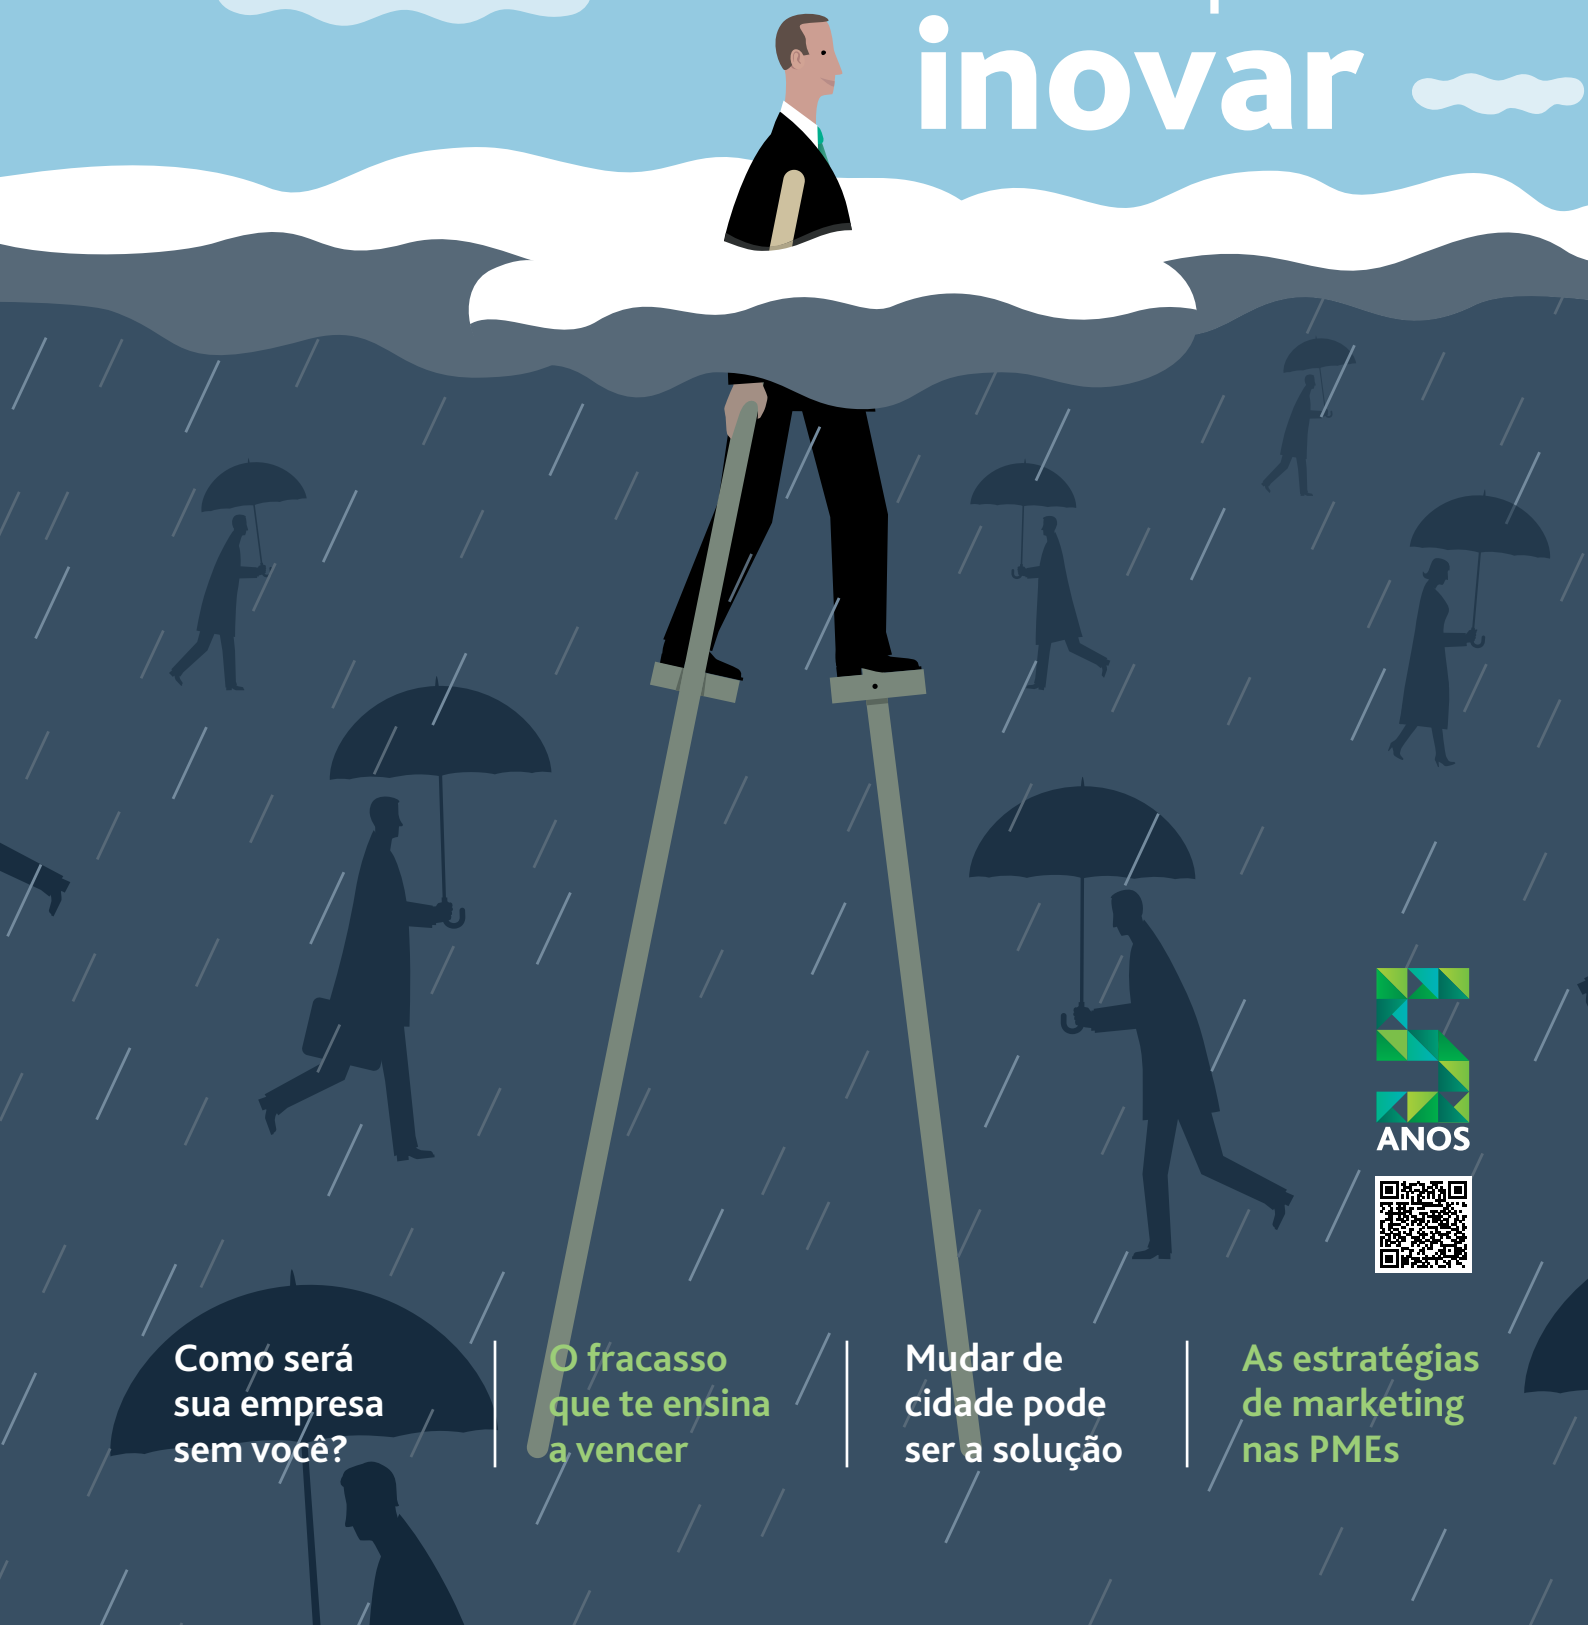 inovar
ANOS
Como será
sua empresa
sem você?
O fracasso
que te ensina
a vencer
Mudar de
cidade pode
ser a solução
As estratégias
de marketing
nas PMEs